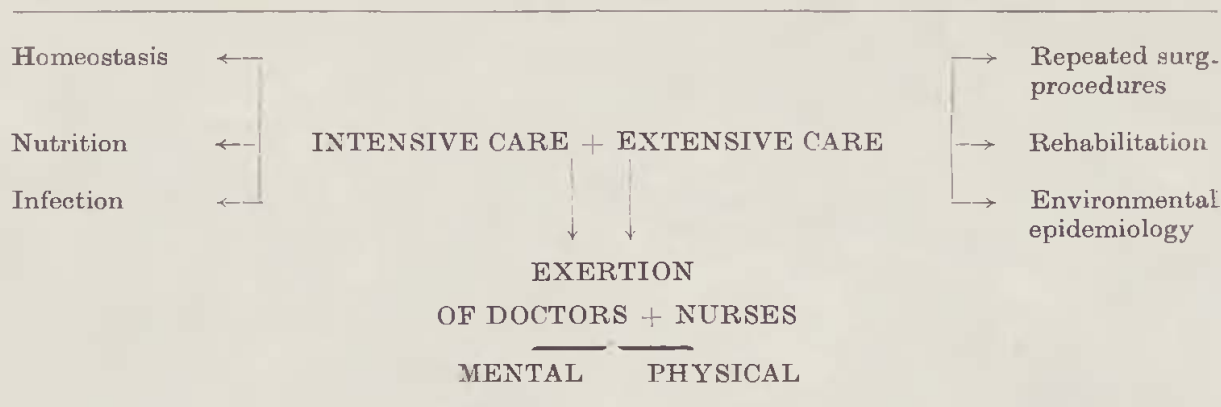 Homeostasis
Repeated surg.
procedures
Nutrition
INTENSIVE CARE + EXTENSIVE CARE
Rehabilitation
Infection
Environmental
epidemiology
EXERTION
OF DOCTORS + NURSES
MENTAL PHYSICAL